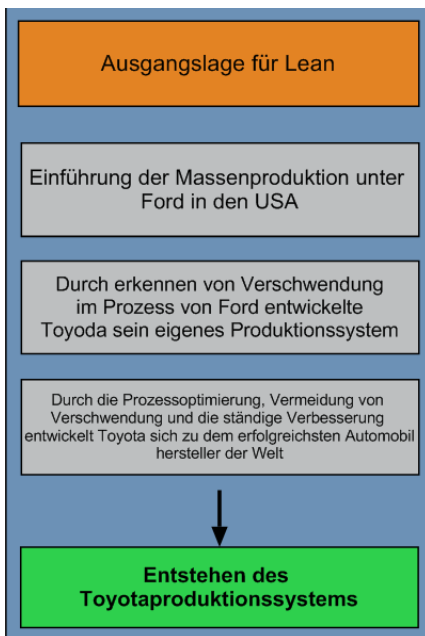 Ausgangslage für Lean
Einführung der Massenproduktion unter
Ford in den USA
Durch erkennen von Verschwendung
im Prozess von Ford entwickelte
Toyoda sein eigenes Produktionssystem
Durch die Prozessoptimierung, Vermeidung von
Verschwendung und die ständige Verbesserung
entwickelt Toyota sich zu dem erfolgreichsten Automobil
hersteller der Welt
Entstehen des
Toyotaproduktionssystems